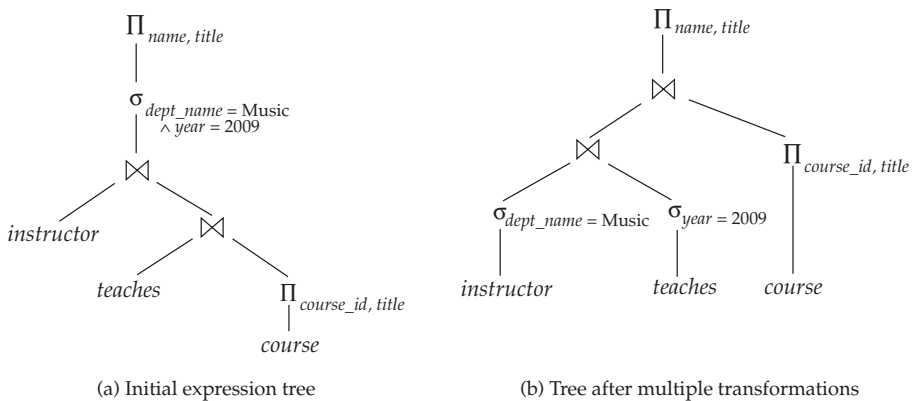 Π name, title
σ dept_name = Music
∧ year = 2009
⋈
instructor
⋈
teaches
Π course_id, title
course
(a) Initial expression tree
Π name, title
⋈
⋈
Π course_id, title
σ dept_name = Music
σ year = 2009
instructor
teaches
course
(b) Tree after multiple transformations